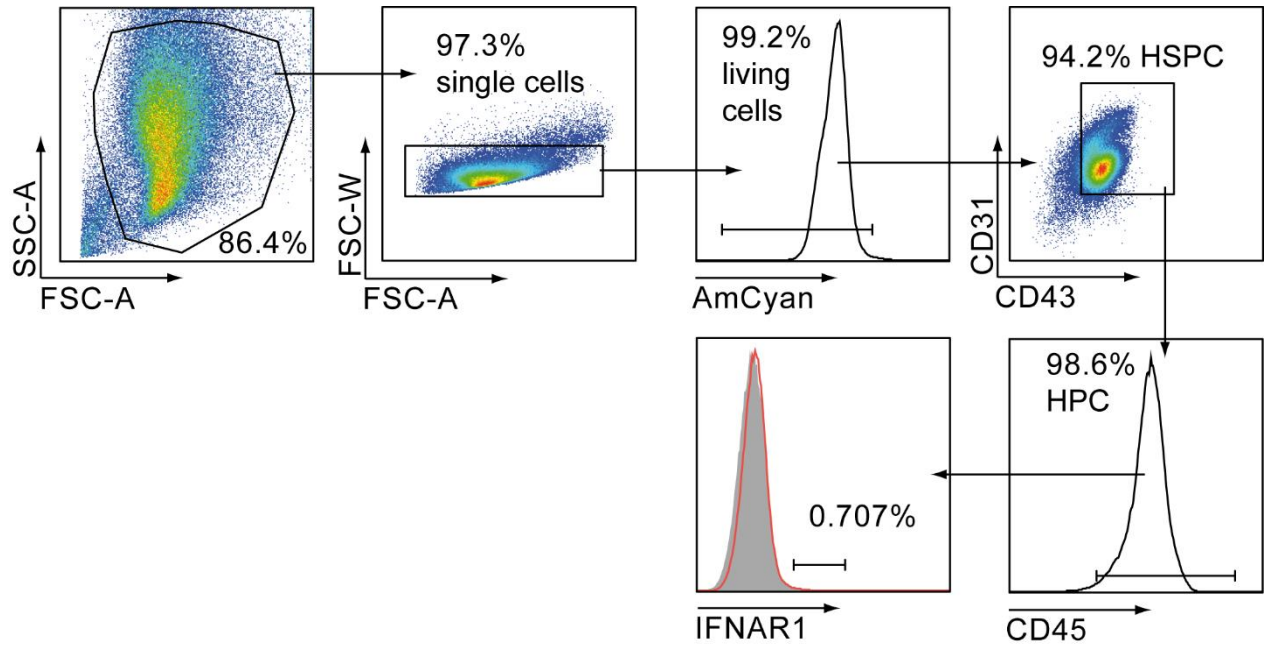 SSC-A
86.4%
FSC-A
97.3%
single cells
FSC-W
FSC-A
99.2%
living
cells
AmCyan
94.2% HSPC
CD31
CD43
0.707%
IFNAR1
98.6%
HPC
CD45